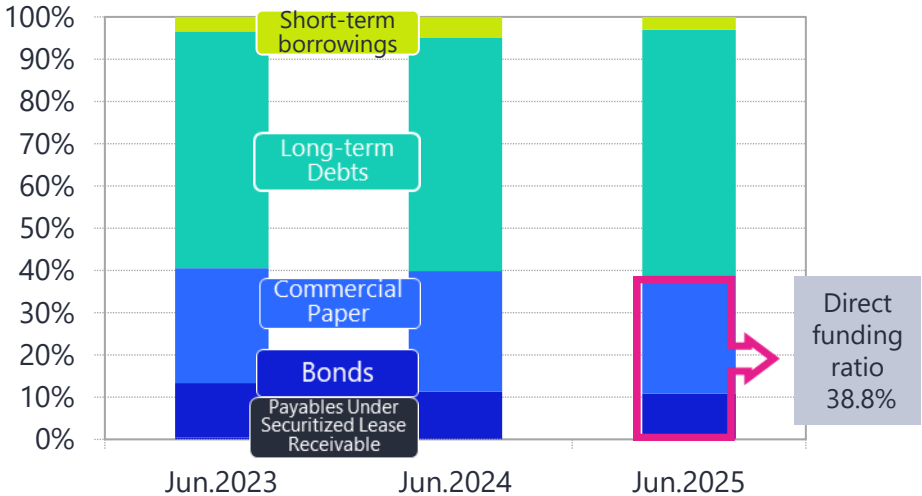 100%
90%
80%
70%
60%
50%
40%
30%
20%
10%
0%
Short-term
borrowings
Long-term
Debts
Commercial
Paper
Bonds
Payables Under
Securitized Lease
Receivable
Direct
funding
ratio
38.8%
Jun.2023
Jun.2024
Jun.2025